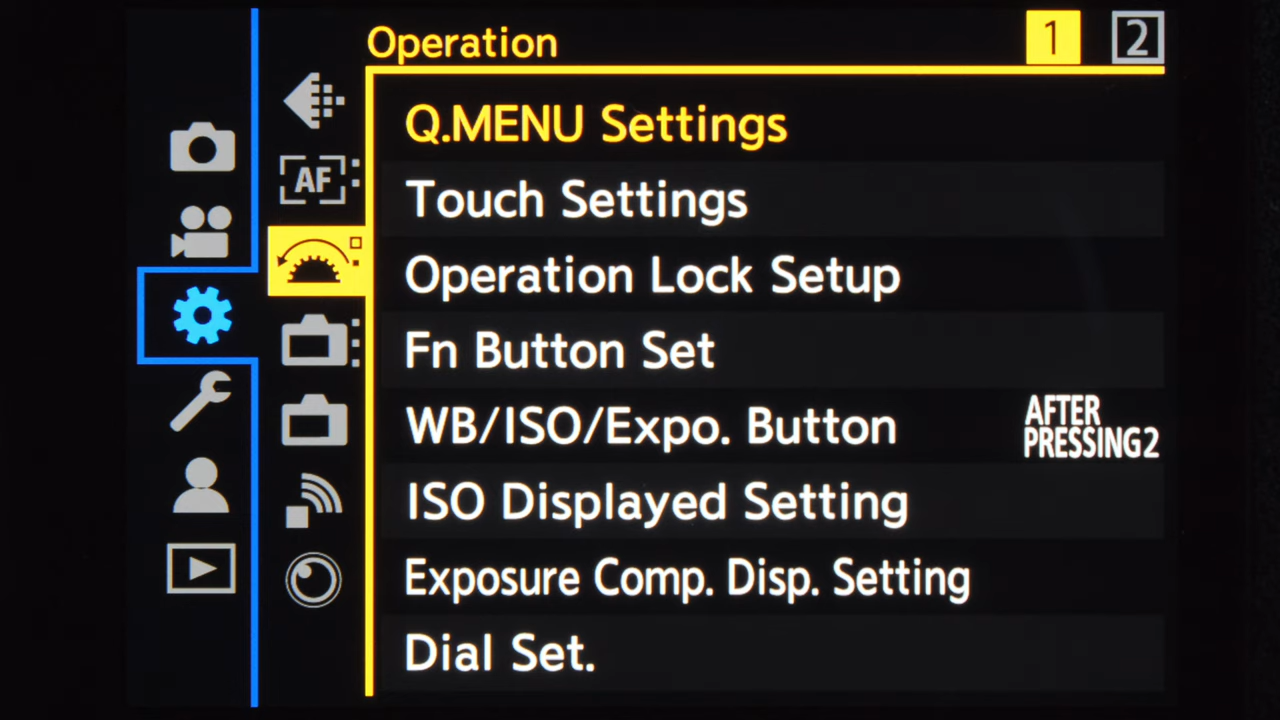 Operation
1
2
AF
Q.MENU Settings
Touch Settings
Operation Lock Setup
Fn Button Set
WB/ISO/Expo. Button
AFTER
PRESSING2
ISO Displayed Setting
Exposure Comp. Disp. Setting
Dial Set.